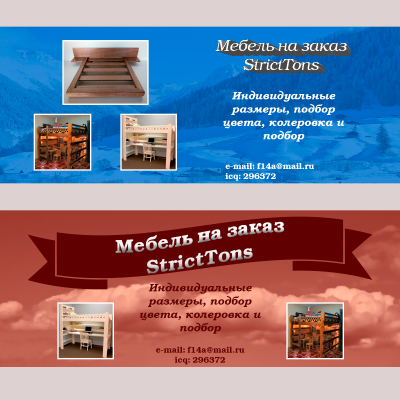 Мебель на заказ
StrictTons
Индивидуальные
размеры, подбор
цвета, колеровка и
подбор
e-mail: f14a@mail.ru
icq: 296372
Мебель на заказ
StrictTons
Индивидуальные
размеры, подбор
цвета, колеровка и
подбор
e-mail: f14a@mail.ru
icq: 296372